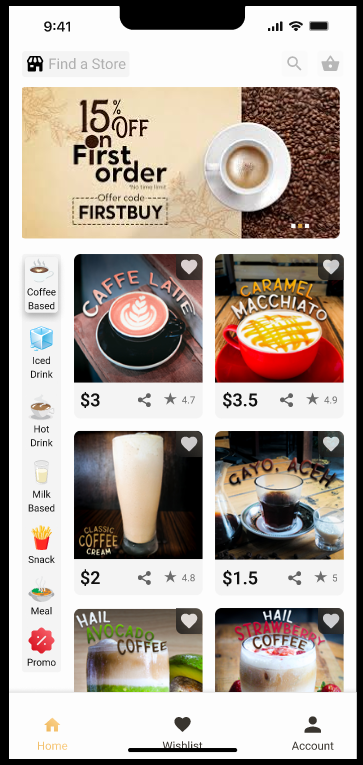 9:41
Find a Store
15%
OFF
on
First
order
*No time limit
Offer code
FIRSTBUY
Coffee
Based
Iced
Drink
Hot
Drink
Milk
Based
Snack
Meal
Promo
CAFFE LATTE
$3
4.7
CARAMEL
MACCHIATO
$3.5
4.9
CLASSIC
COFFEE
CREAM
$2
4.8
GAYO, ACEH
$1.5
5
HAIL
AVOCADO
COFFEE
HAIL
STRAWBERRY
COFFEE
Home
Wishlist
Account